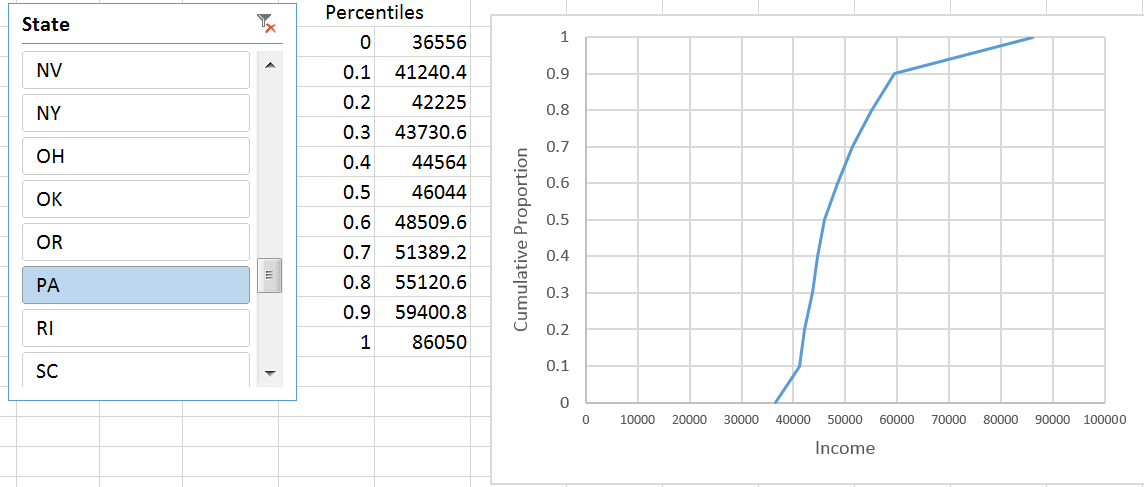 State
NV
NY
OH
OK
OR
PA
RI
SC
Percentiles
0 36556
0.1 41240.4
0.2 42225
0.3 43730.6
0.4 44564
0.5 46044
0.6 48509.6
0.7 51389.2
0.8 55120.6
0.9 59400.8
1 86050
Cumulative Proportion
1
0.9
0.8
0.7
0.6
0.5
0.4
0.3
0.2
0.1
0
0 10000 20000 30000 40000 50000 60000 70000 80000 90000 100000
Income